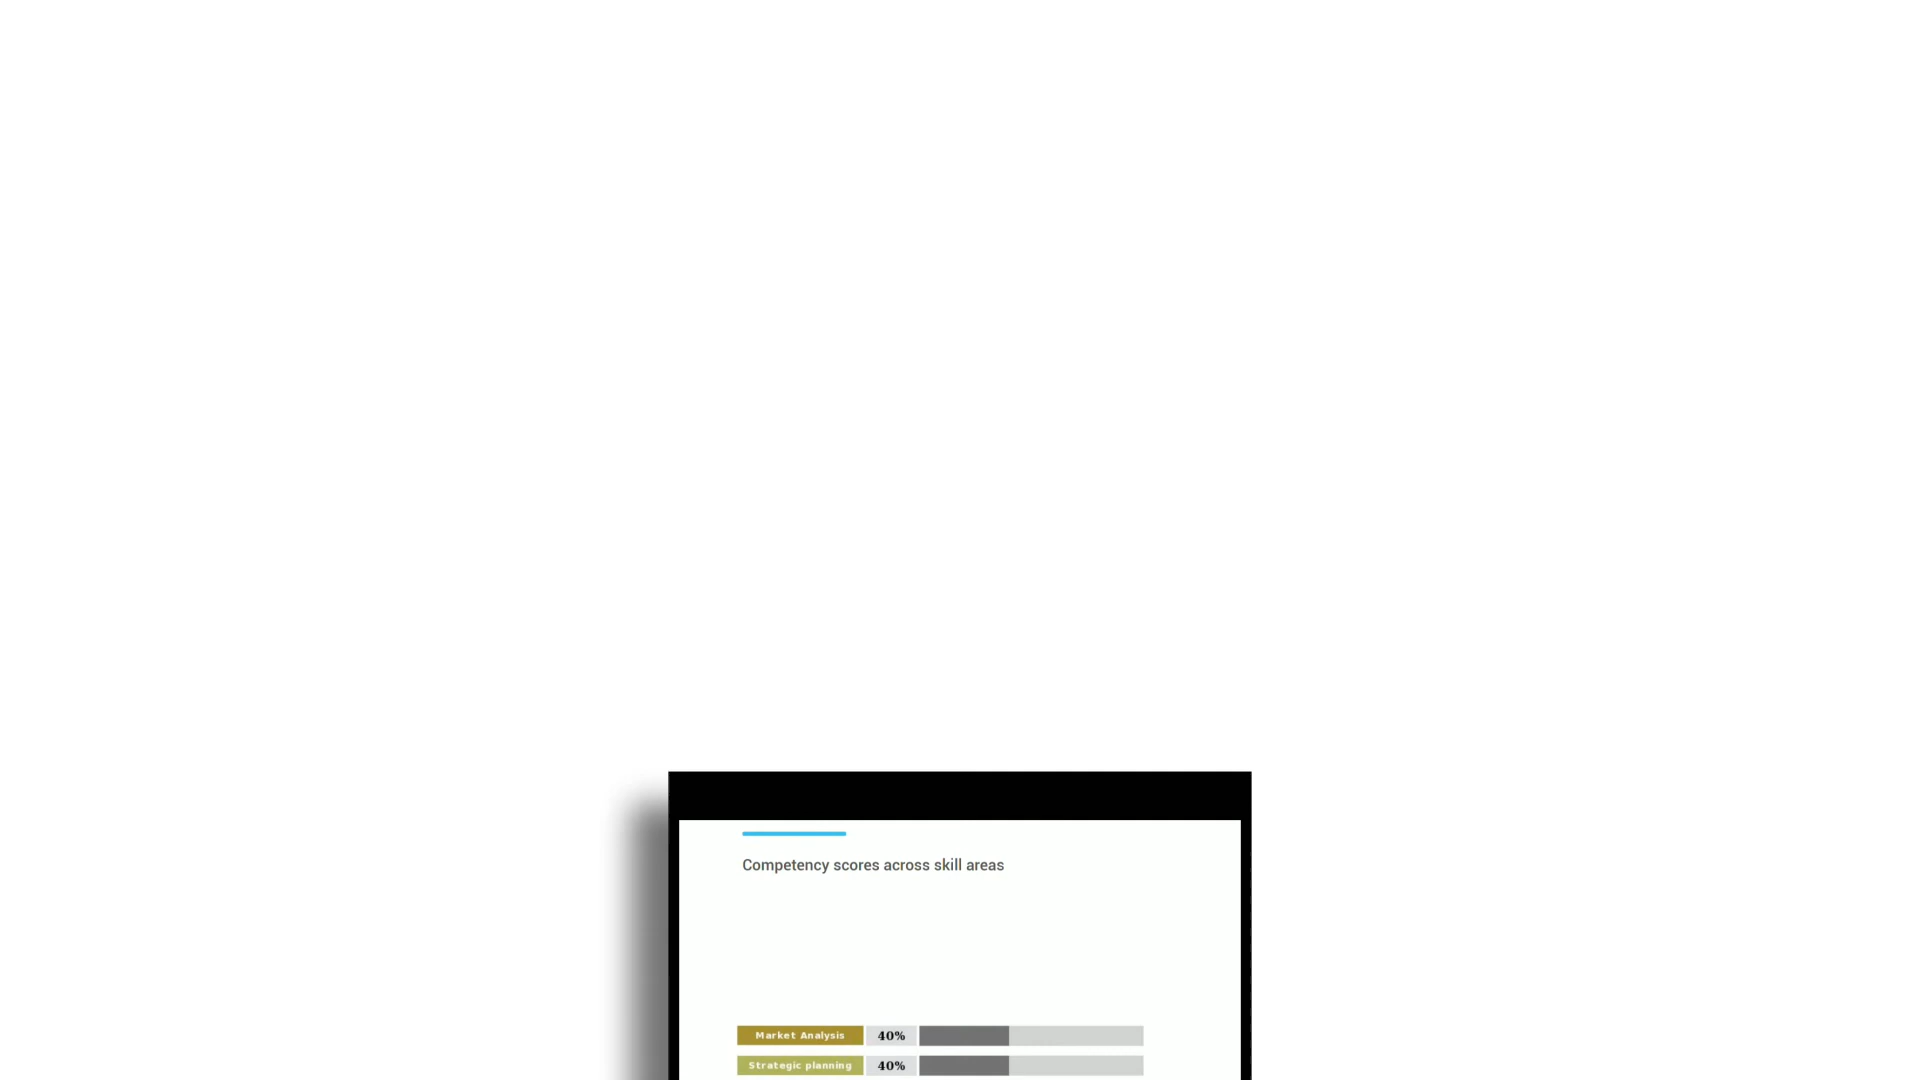 Competency scores across skill areas
Market Analysis 40%
Strategic planning 40%